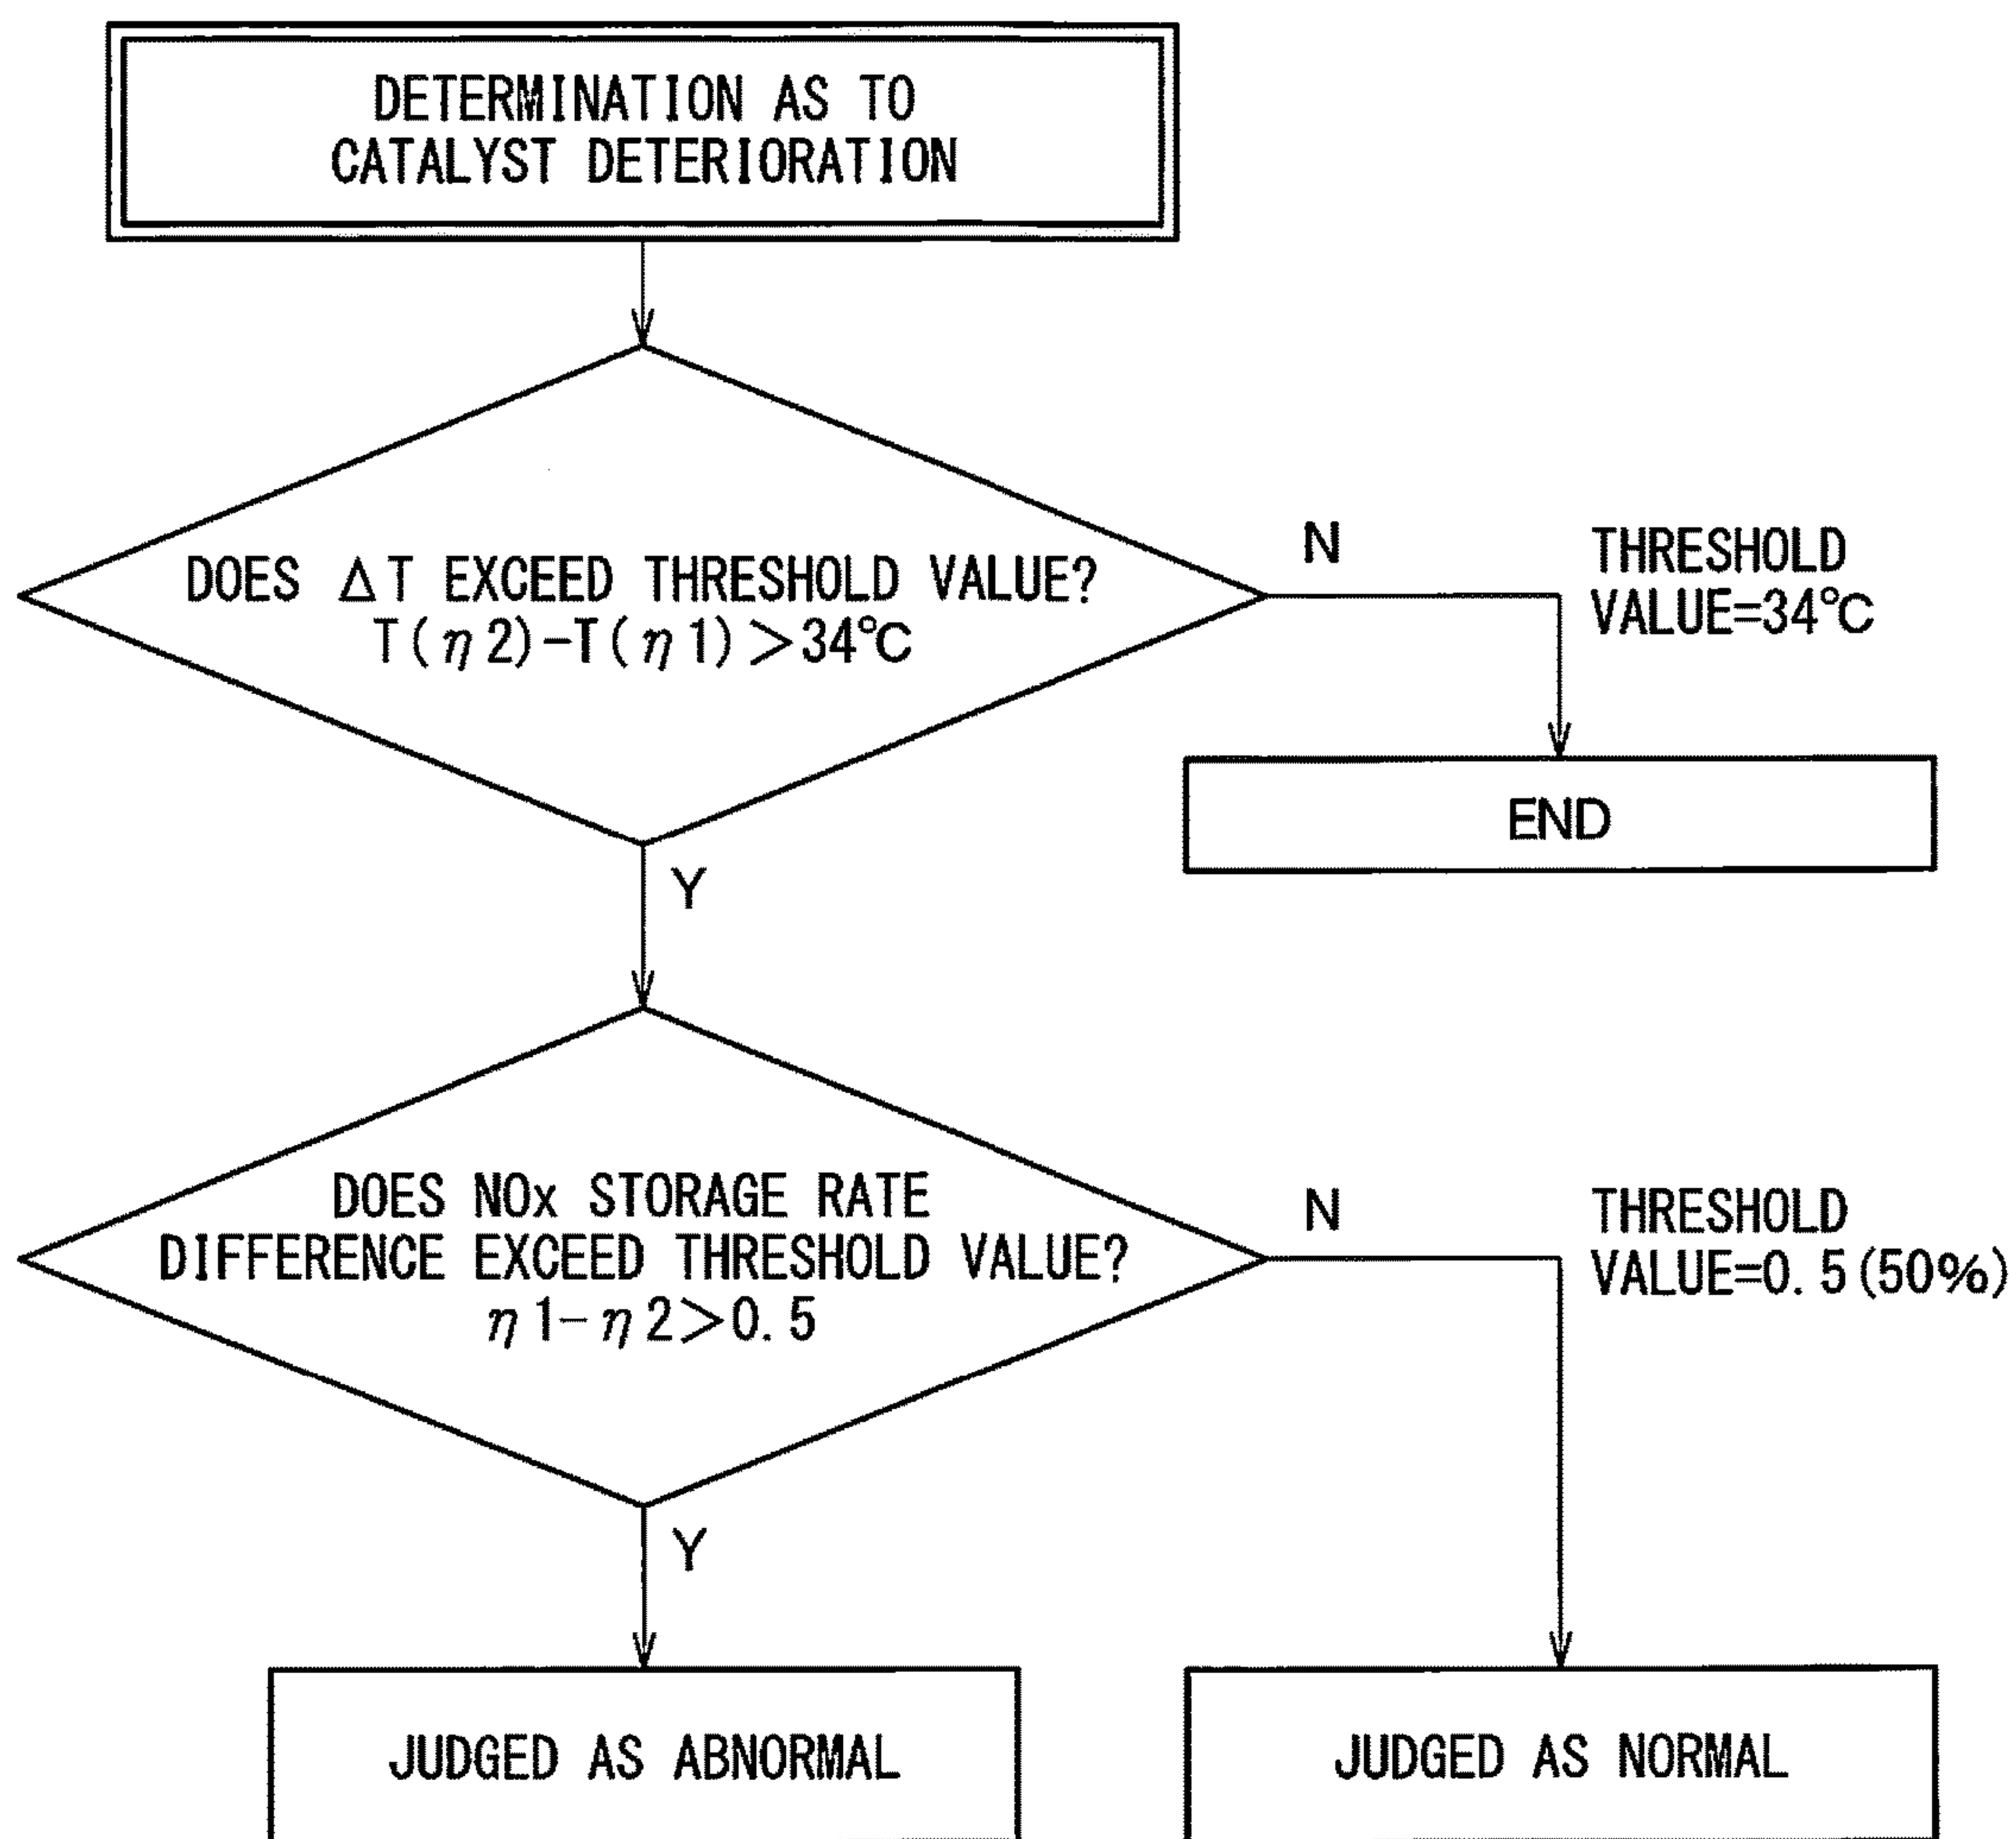 DETERMINATION AS TO
CATALYST DETERIORATION
DOES ΔT EXCEED THRESHOLD VALUE?
T(η2)-T(η1)>34℃
N
THRESHOLD
VALUE=34℃
END
Y
DOES NOx STORAGE RATE
DIFFERENCE EXCEED THRESHOLD VALUE?
η1-η2>0.5
N
THRESHOLD
VALUE=0.5(50%)
Y
JUDGED AS ABNORMAL
JUDGED AS NORMAL